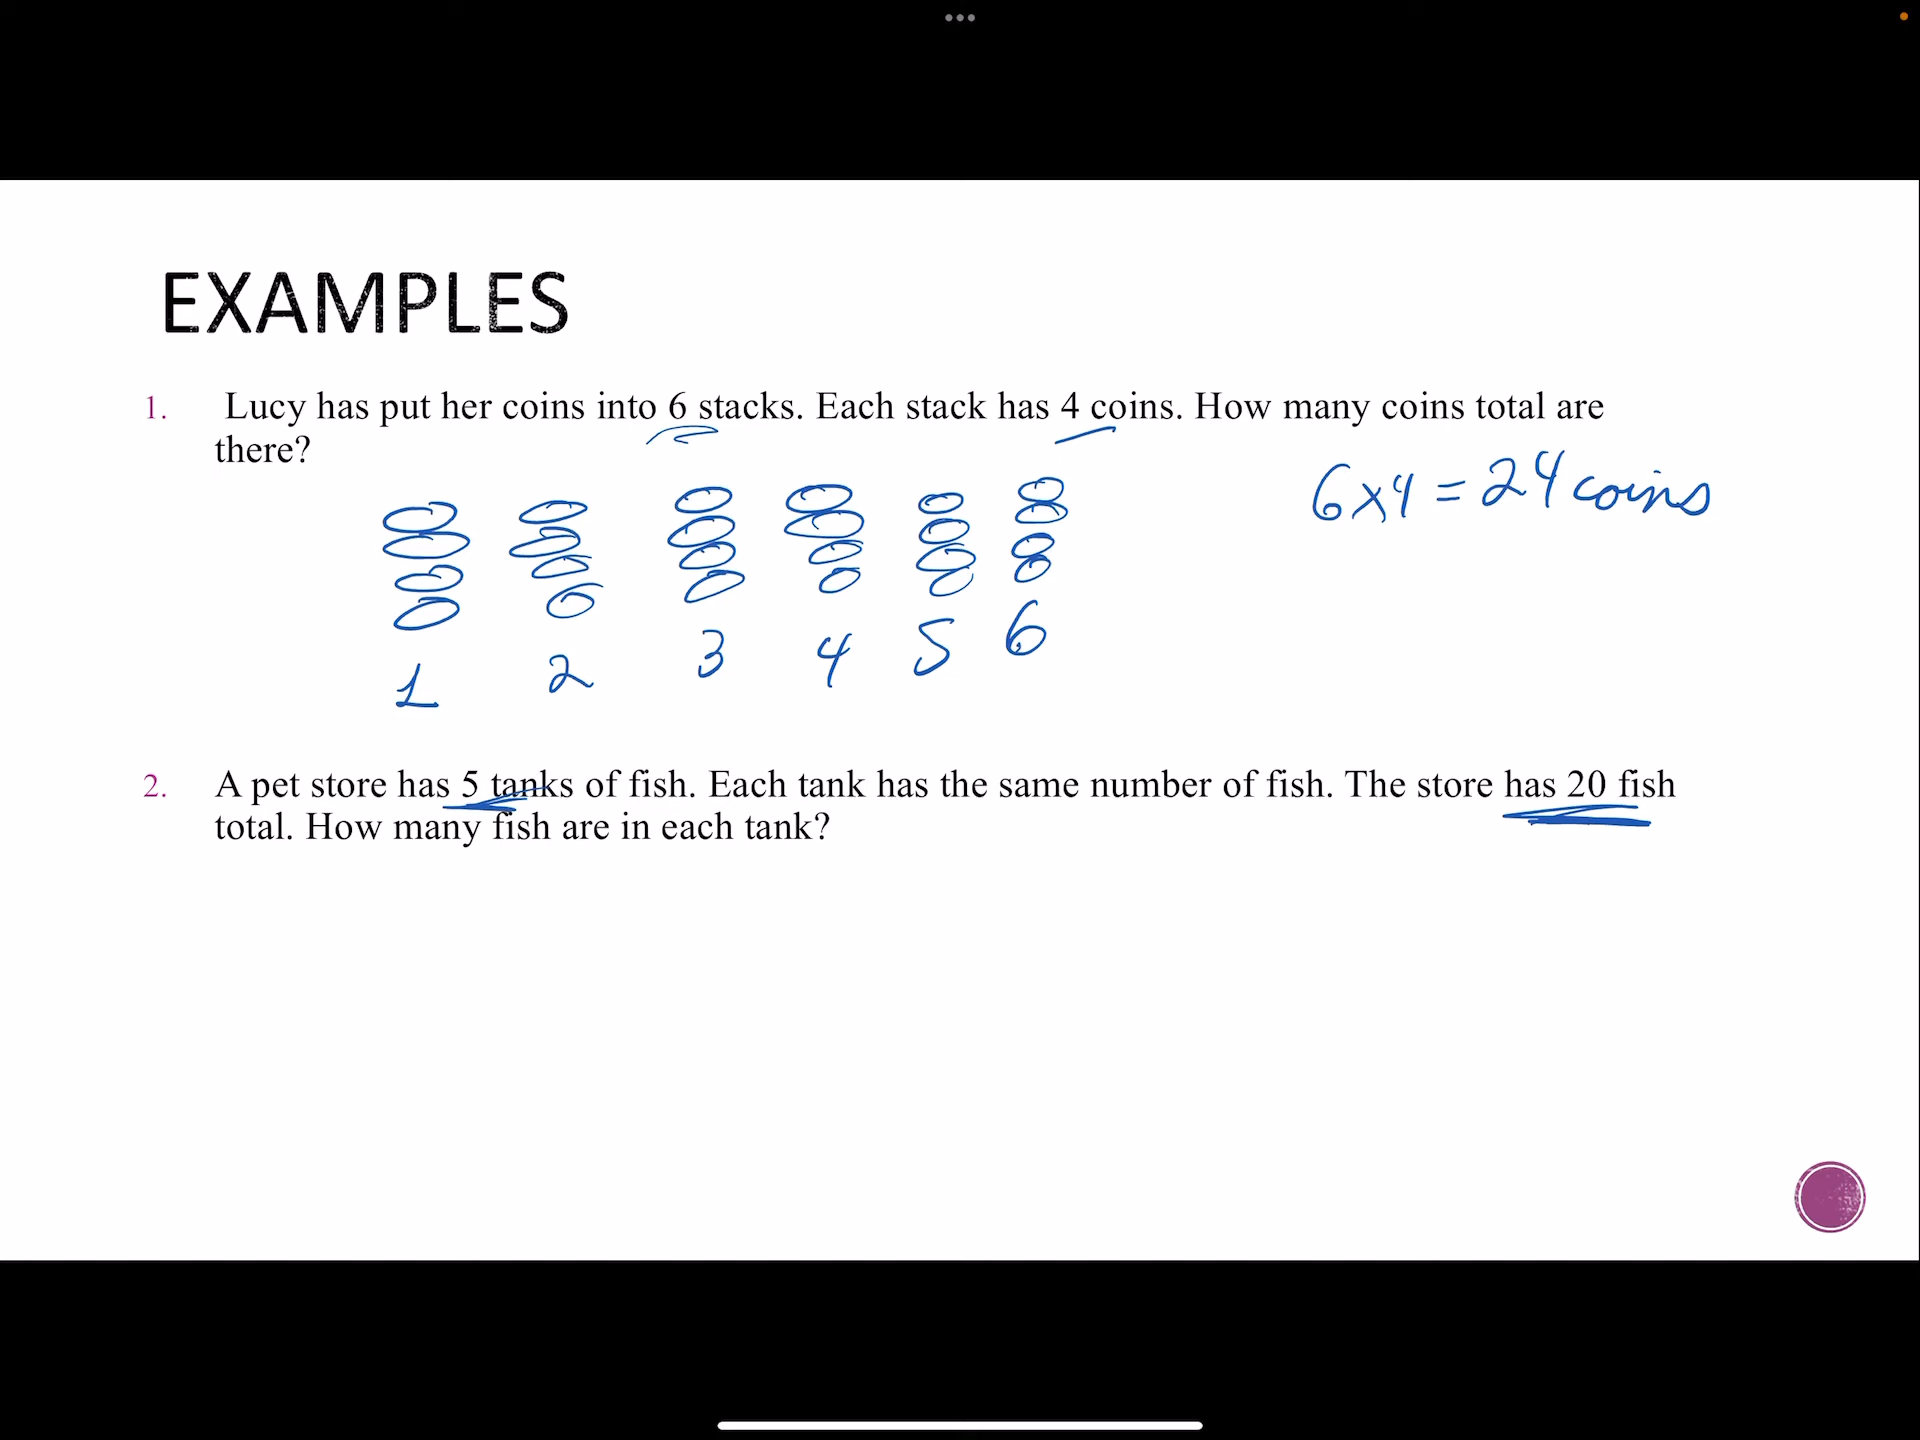 EXAMPLES
1. Lucy has put her coins into 6 stacks. Each stack has 4 coins. How many coins total are
there?
6x4 = 24 coins
1 2 3 4 5 6
2. A pet store has 5 tanks of fish. Each tank has the same number of fish. The store has 20 fish
total. How many fish are in each tank?